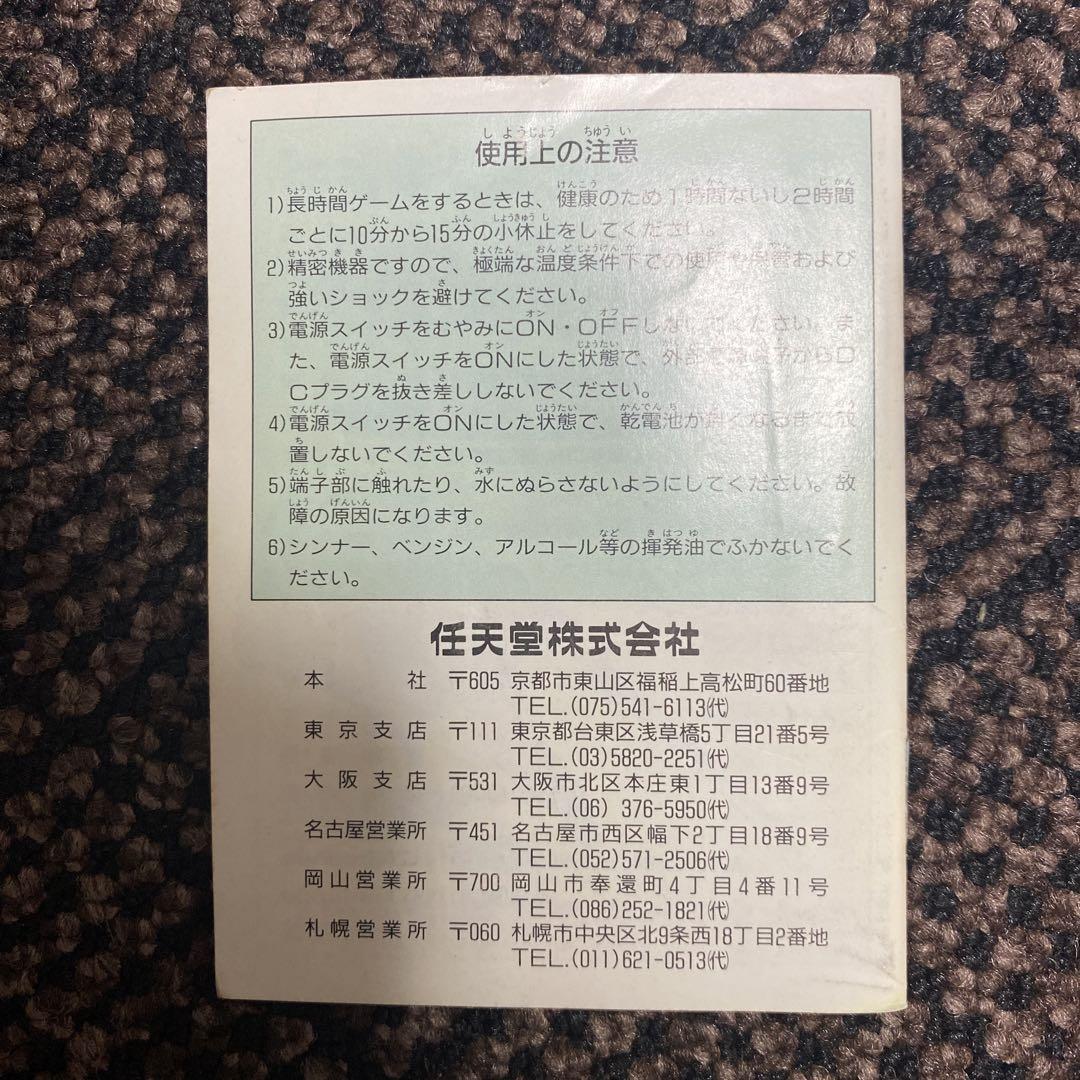 使用上の注意
1)長時間ゲームをするときは、健康のため1時間ないし2時間
ごとに10分から15分の小休止をしてください。
2)精密機器ですので、極端な温度条件下での使用および
強いショックを避けてください。
3)電源スイッチをむやみにON・OFFしないでください。ま
た、電源スイッチをONにした状態で、外部からD
Cプラグを抜き差ししないでください。
4)電源スイッチをONにした状態で、乾電池がなるまで放
置しないでください。
5)端子部に触れたり、水にぬらさないようにしてください。故
障の原因になります。
6)シンナー、ベンジン、アルコール等の揮発油でふかないでく
ださい。
任天堂株式会社
本社 〒605 京都市東山区福稲上高松町60番地
TEL.(075)541-6113(代)
東京支店 〒111 東京都台東区浅草橋5丁目21番5号
TEL.(03)5820-2251(代)
大阪支店 〒531 大阪市北区本庄東1丁目13番9号
TEL.(06) 376-5950(代)
名古屋営業所 〒451 名古屋市西区幅下2丁目18番9号
TEL.(052)571-2506(代)
岡山営業所 〒700 岡山市奉還町4丁目4番11号
TEL.(086)252-1821(代)
札幌営業所 〒060 札幌市中央区北9条西18丁目2番地
TEL.(011)621-0513(代)